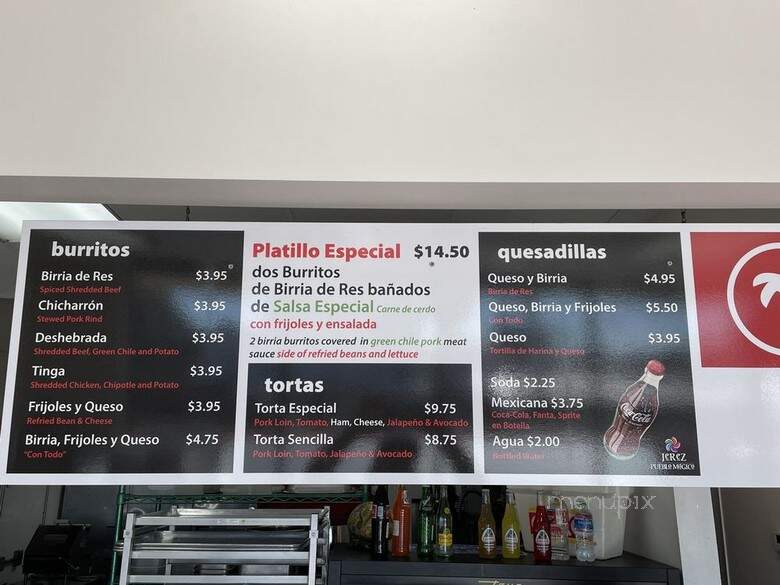 burritos
Birria de Res $3.95
Spiced Shredded Beef
Chicharrón $3.95
Stewed Pork Rind
Deshebrada $3.95
Shredded Beef, Green Chile and Potato
Tinga $3.95
Shredded Chicken, Chipotle and Potato
Frijoles y Queso $3.95
Refried Bean & Cheese
Birria, Frijoles y Queso $4.75
"Con Todo"
Platillo Especial $14.50
dos Burritos
de Birria de Res bañados
de Salsa Especial Carne de cerdo
con frijoles y ensalada
2 birria burritos covered in green chile pork meat
sauce side of refried beans and lettuce
tortas
Torta Especial $9.75
Pork Loin, Tomato, Ham, Cheese, Jalapeño & Avocado
Torta Sencilla $8.75
Pork Loin, Tomato, Jalapeño & Avocado
quesadillas
Queso y Birria $4.95
Birria de Res
Queso, Birria y Frijoles $5.50
Con Todo
Queso $3.95
Tortilla de Harina y Queso
Soda $2.25
Mexicana $3.75
Coca-Cola, Fanta, Sprite
en Botella
Agua $2.00
Bottled Water
Coca-Cola
JEREZ
PUEBLO MÁGICO
menupix